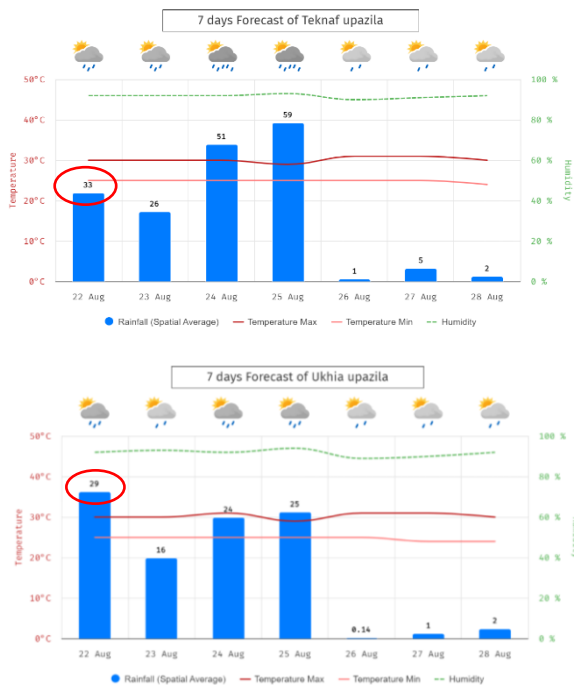 7 days Forecast of Teknaf upazila
50°C
40°C
30°C
20°C
10°C
0°C
Temperature
100 %
80 %
60 %
40 %
20 %
0 %
Humidity
33
26
51
59
1
5
2
22 Aug
23 Aug
24 Aug
25 Aug
26 Aug
27 Aug
28 Aug
Rainfall (Spatial Average)
Temperature Max
Temperature Min
Humidity
7 days Forecast of Ukhia upazila
50°C
40°C
30°C
20°C
10°C
0°C
Temperature
100 %
80 %
60 %
40 %
20 %
0 %
29
16
24
25
0.14
1
2
22 Aug
23 Aug
24 Aug
25 Aug
26 Aug
27 Aug
28 Aug
Rainfall (Spatial Average)
Temperature Max
Temperature Min
Humidity